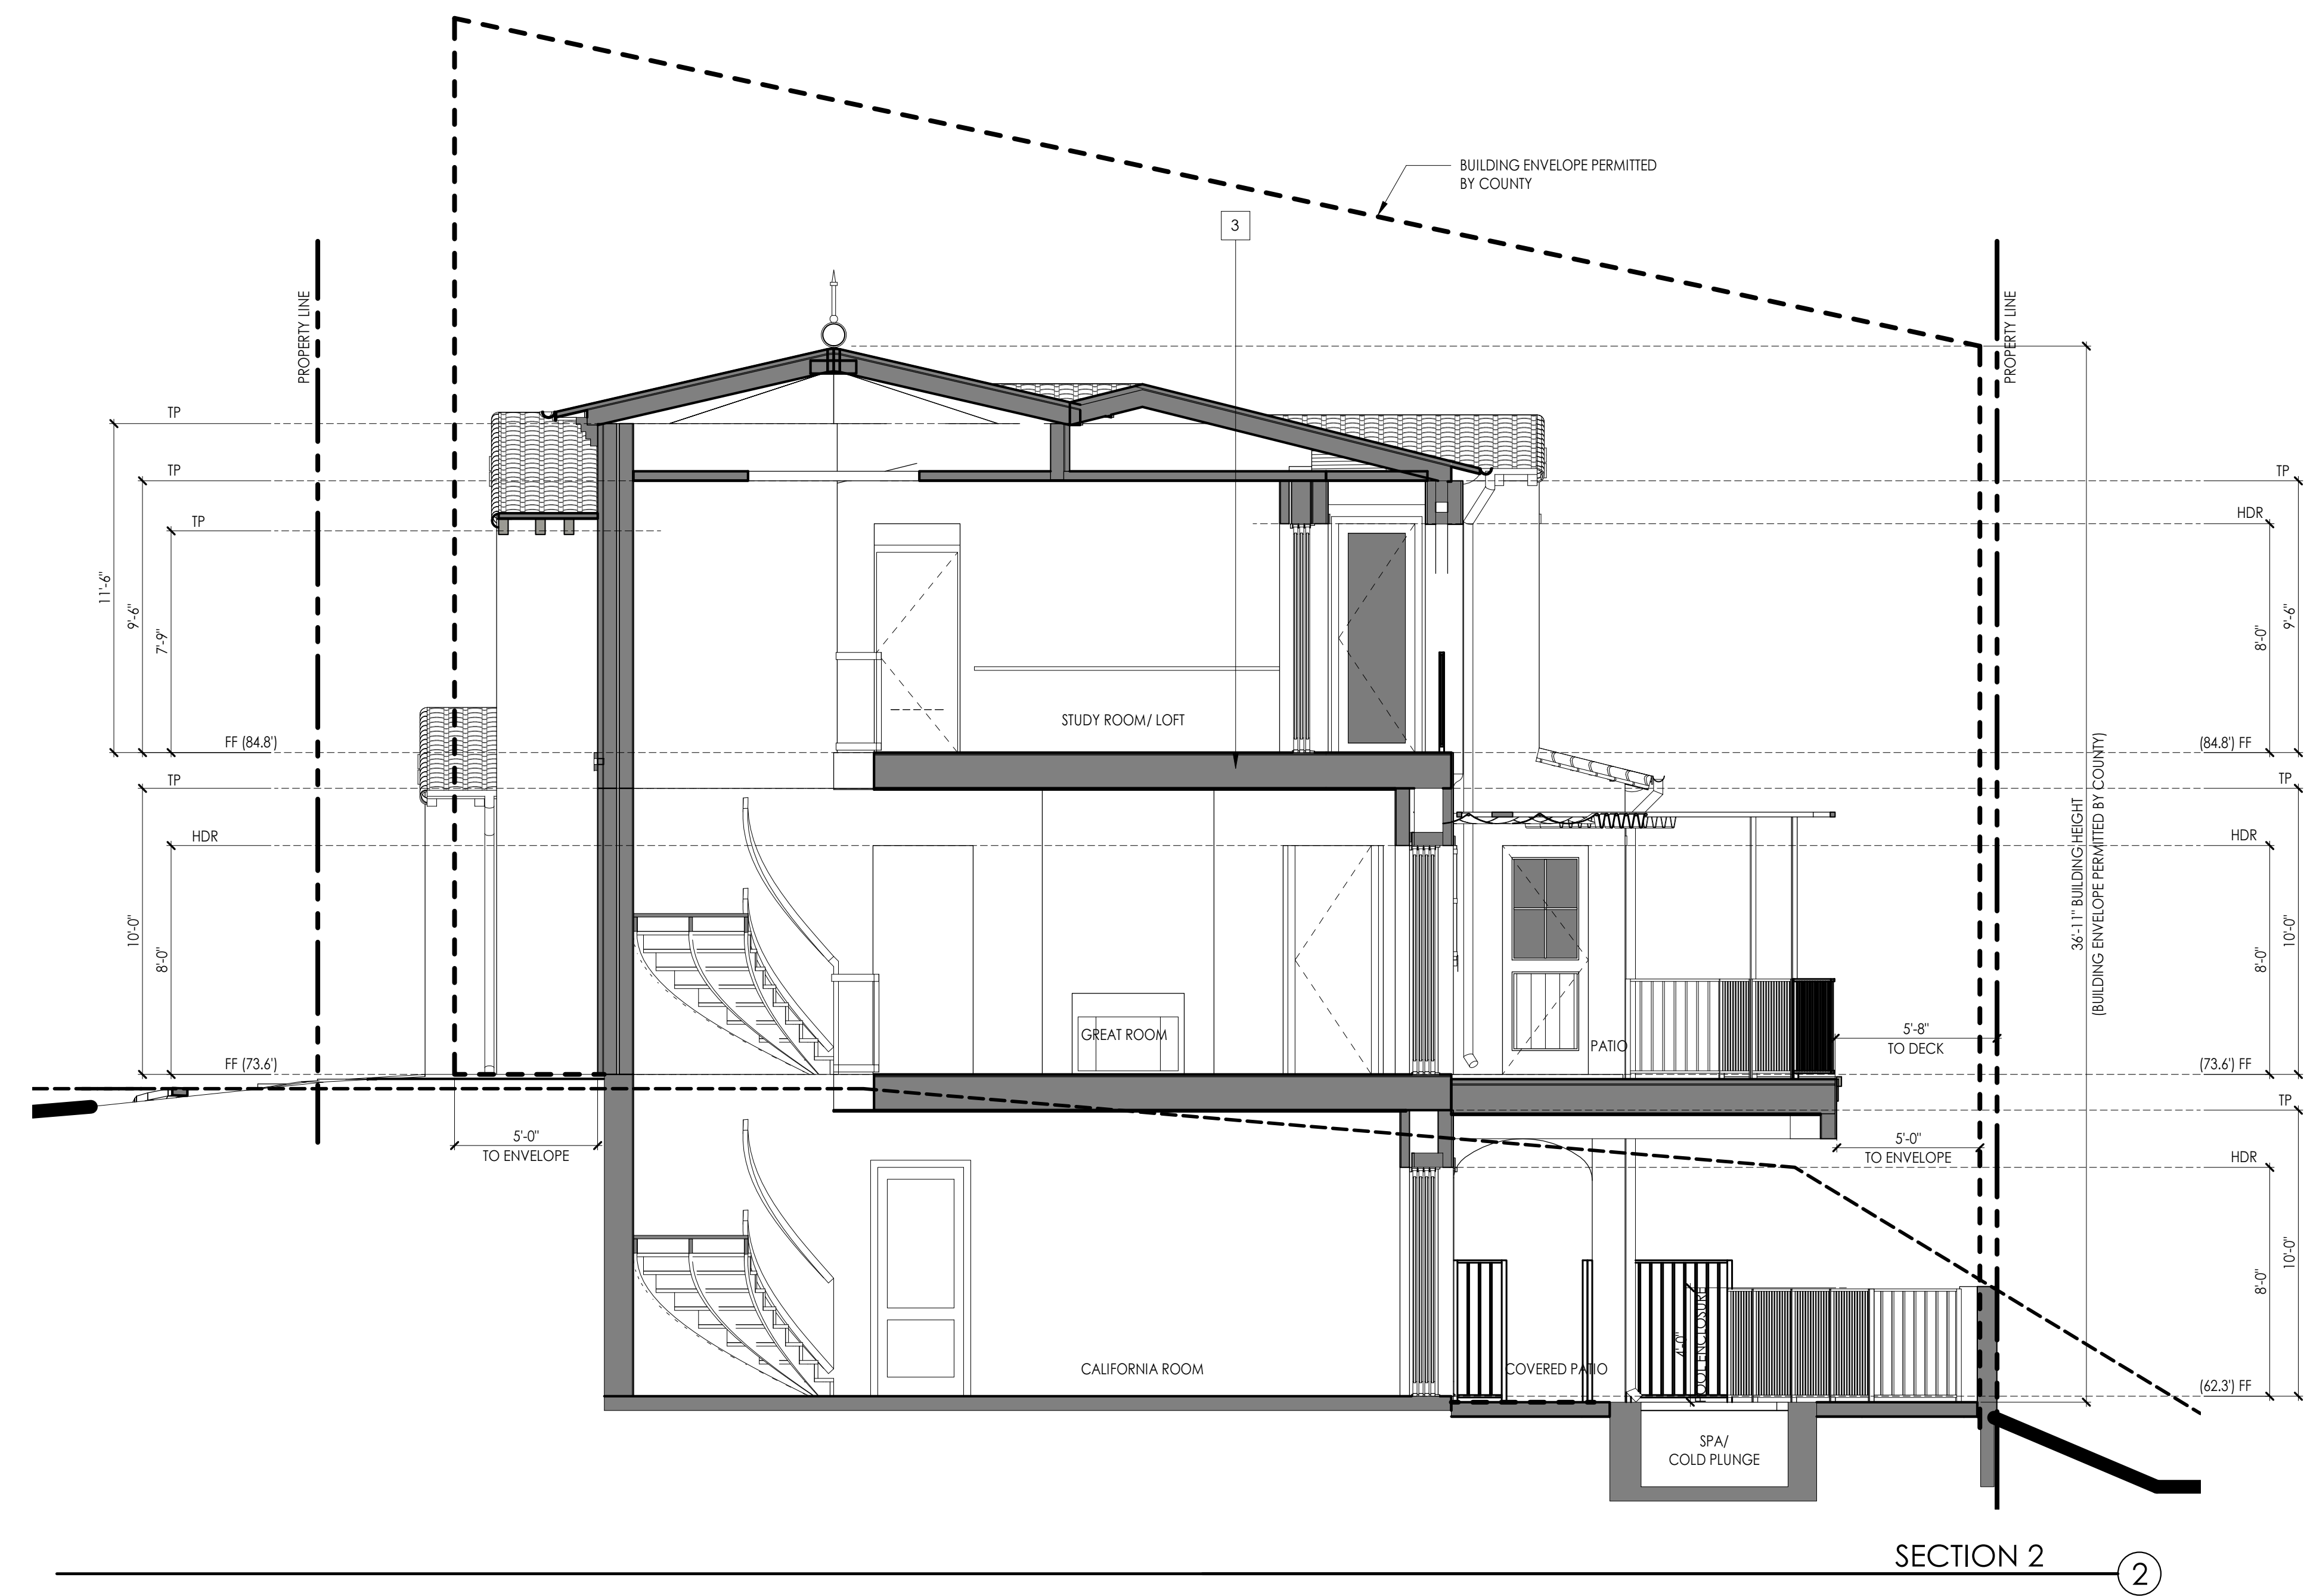 BUILDING ENVELOPE PERMITTED
BY COUNTY
3
PROPERTY LINE
PROPERTY LINE
TP
TP
TP
11'-6"
9'-6"
7'-9"
FF (84.8')
TP
HDR
10'-0"
8'-0"
FF (73.6')
5'-0"
TO ENVELOPE
STUDY ROOM/ LOFT
GREAT ROOM
PATIO
CALIFORNIA ROOM
COVERED PATIO
4'-0"
POOL ENCLOSURE
SPA/
COLD PLUNGE
5'-8"
TO DECK
5'-0"
TO ENVELOPE
36'-11" BUILDING HEIGHT
(BUILDING ENVELOPE PERMITTED BY COUNTY)
TP
HDR
8'-0"
9'-6"
(84.8') FF
TP
HDR
8'-0"
10'-0"
(73.6') FF
TP
HDR
8'-0"
10'-0"
(62.3') FF
SECTION 2
2